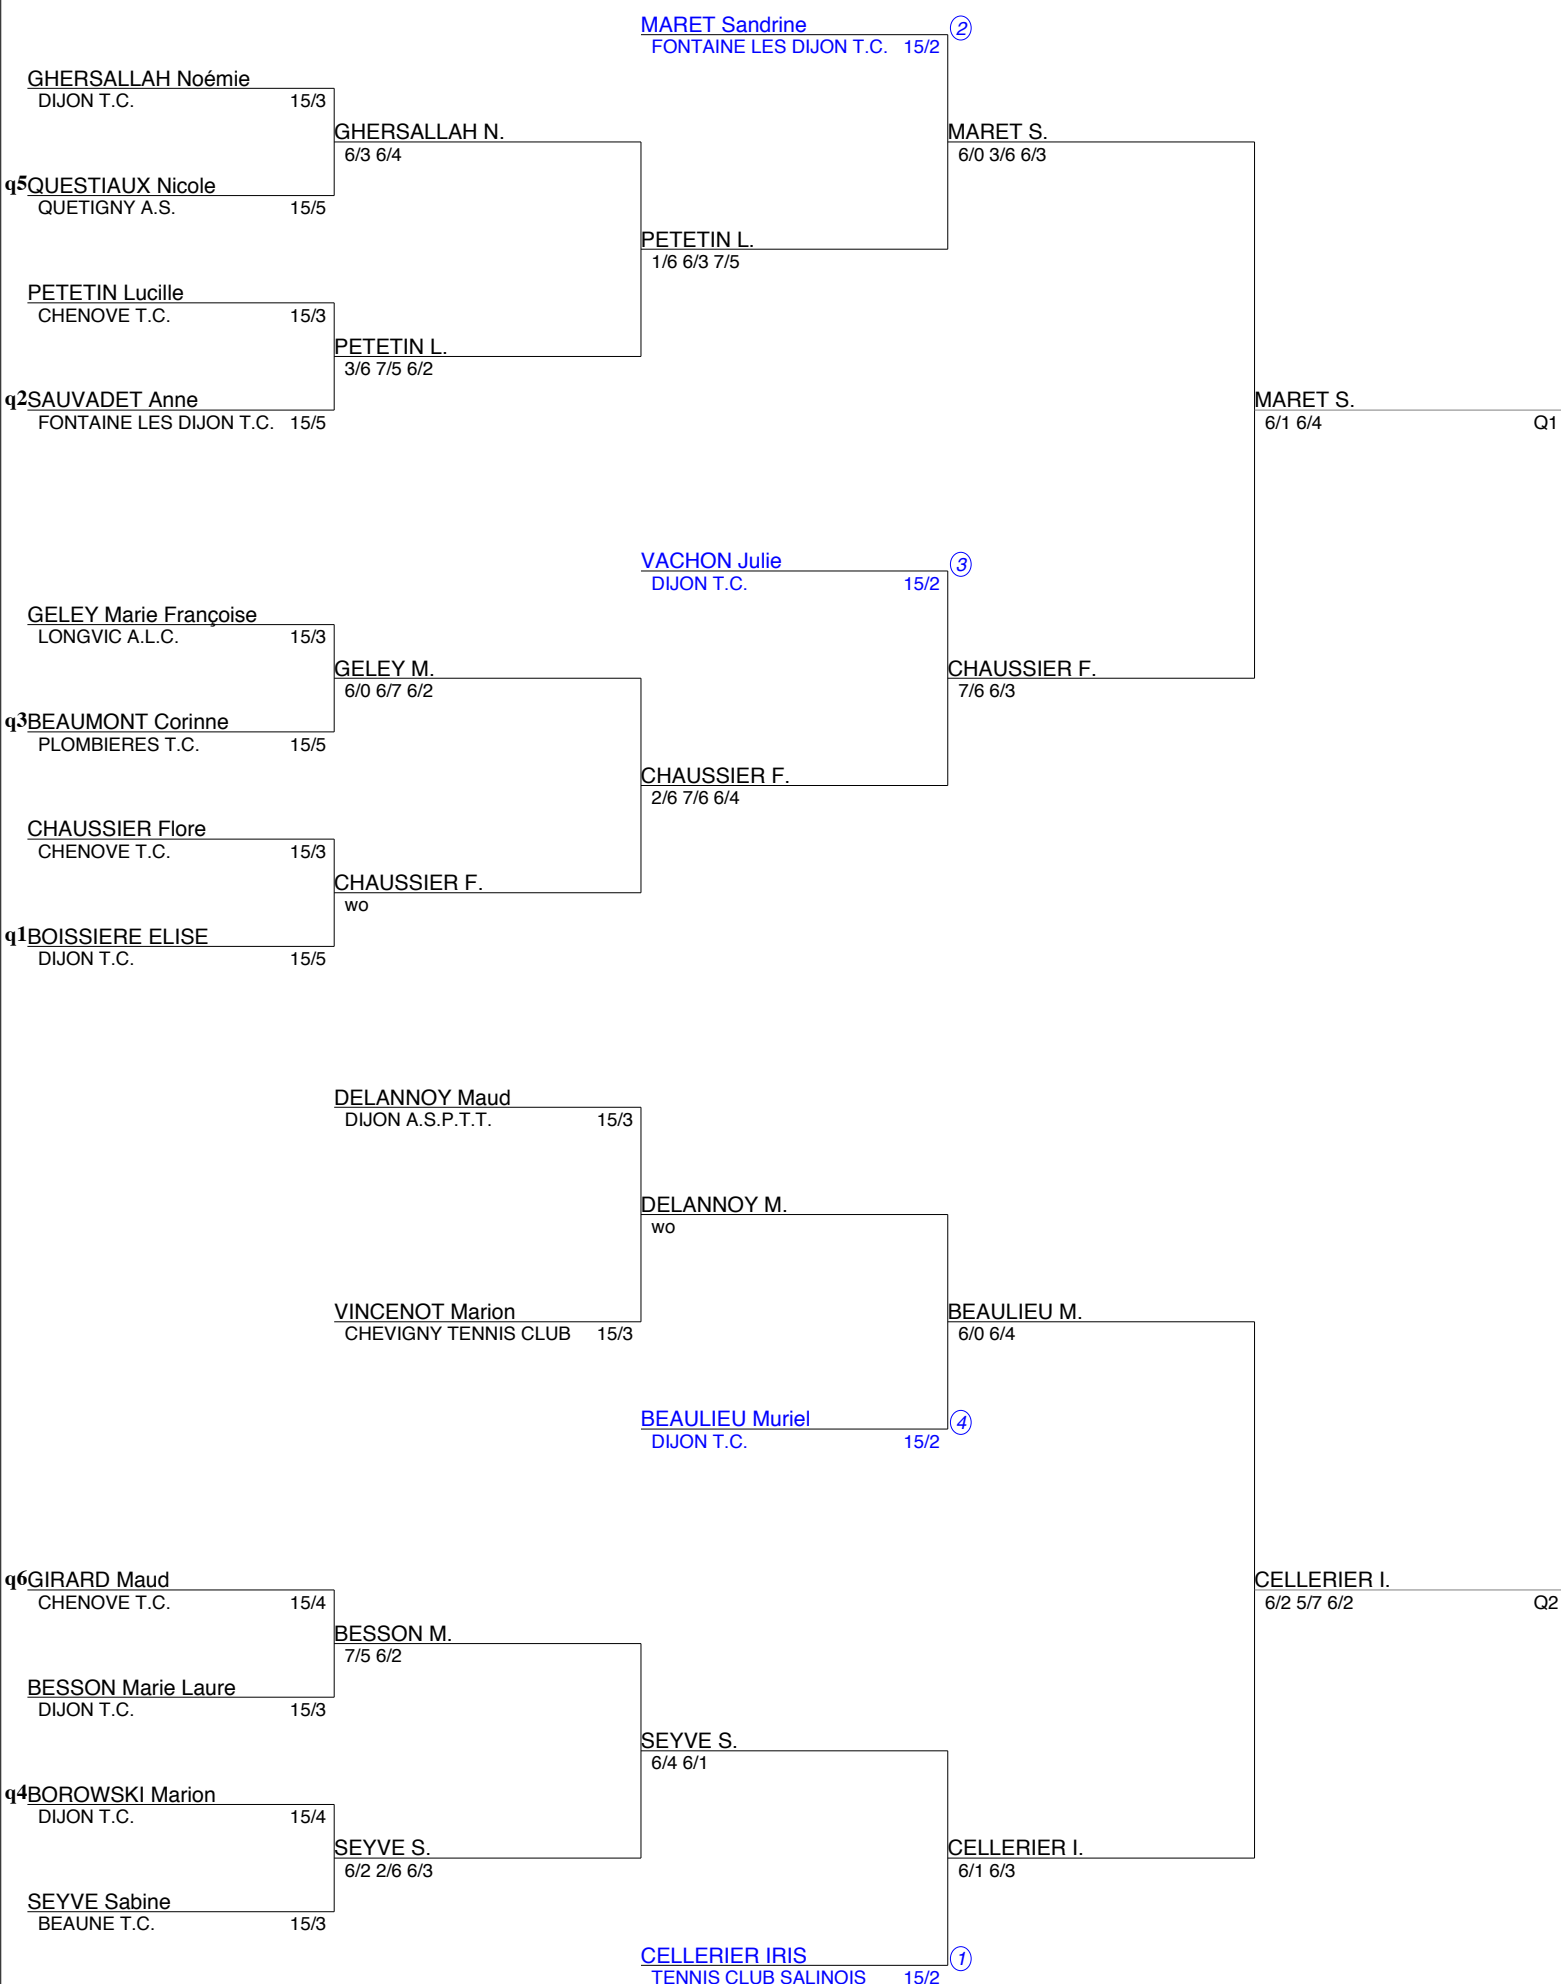 MARET Sandrine 2
FONTAINE LES DIJON T.C. 15/2
GHERSALLAH Noémie
DIJON T.C. 15/3
GHERSALLAH N.
6/3 6/4
MARET S.
6/0 3/6 6/3
q5 QUESTIAUX Nicole
QUETIGNY A.S. 15/5
PETETIN L.
1/6 6/3 7/5
PETETIN Lucille
CHENOVE T.C. 15/3
PETETIN L.
3/6 7/5 6/2
q2 SAUVADET Anne
FONTAINE LES DIJON T.C. 15/5
MARET S.
6/1 6/4 Q1
VACHON Julie 3
DIJON T.C. 15/2
GELEY Marie Françoise
LONGVIC A.L.C. 15/3
GELEY M.
6/0 6/7 6/2
CHAUSSIER F.
7/6 6/3
q3 BEAUMONT Corinne
PLOMBIERES T.C. 15/5
CHAUSSIER F.
2/6 7/6 6/4
CHAUSSIER Flore
CHENOVE T.C. 15/3
CHAUSSIER F.
wo
q1 BOISSIERE ELISE
DIJON T.C. 15/5
DELANNOY Maud
DIJON A.S.P.T.T. 15/3
DELANNOY M.
wo
VINCENOT Marion
CHEVIGNY TENNIS CLUB 15/3
BEAULIEU M.
6/0 6/4
BEAULIEU Muriel 4
DIJON T.C. 15/2
q6 GIRARD Maud
CHENOVE T.C. 15/4
CELLERIER I.
6/2 5/7 6/2 Q2
BESSON M.
7/5 6/2
BESSON Marie Laure
DIJON T.C. 15/3
SEYVE S.
6/4 6/1
q4 BOROWSKI Marion
DIJON T.C. 15/4
SEYVE S.
6/2 2/6 6/3
CELLERIER I.
6/1 6/3
SEYVE Sabine
BEAUNE T.C. 15/3
CELLERIER IRIS 1
TENNIS CLUB SALINOIS 15/2